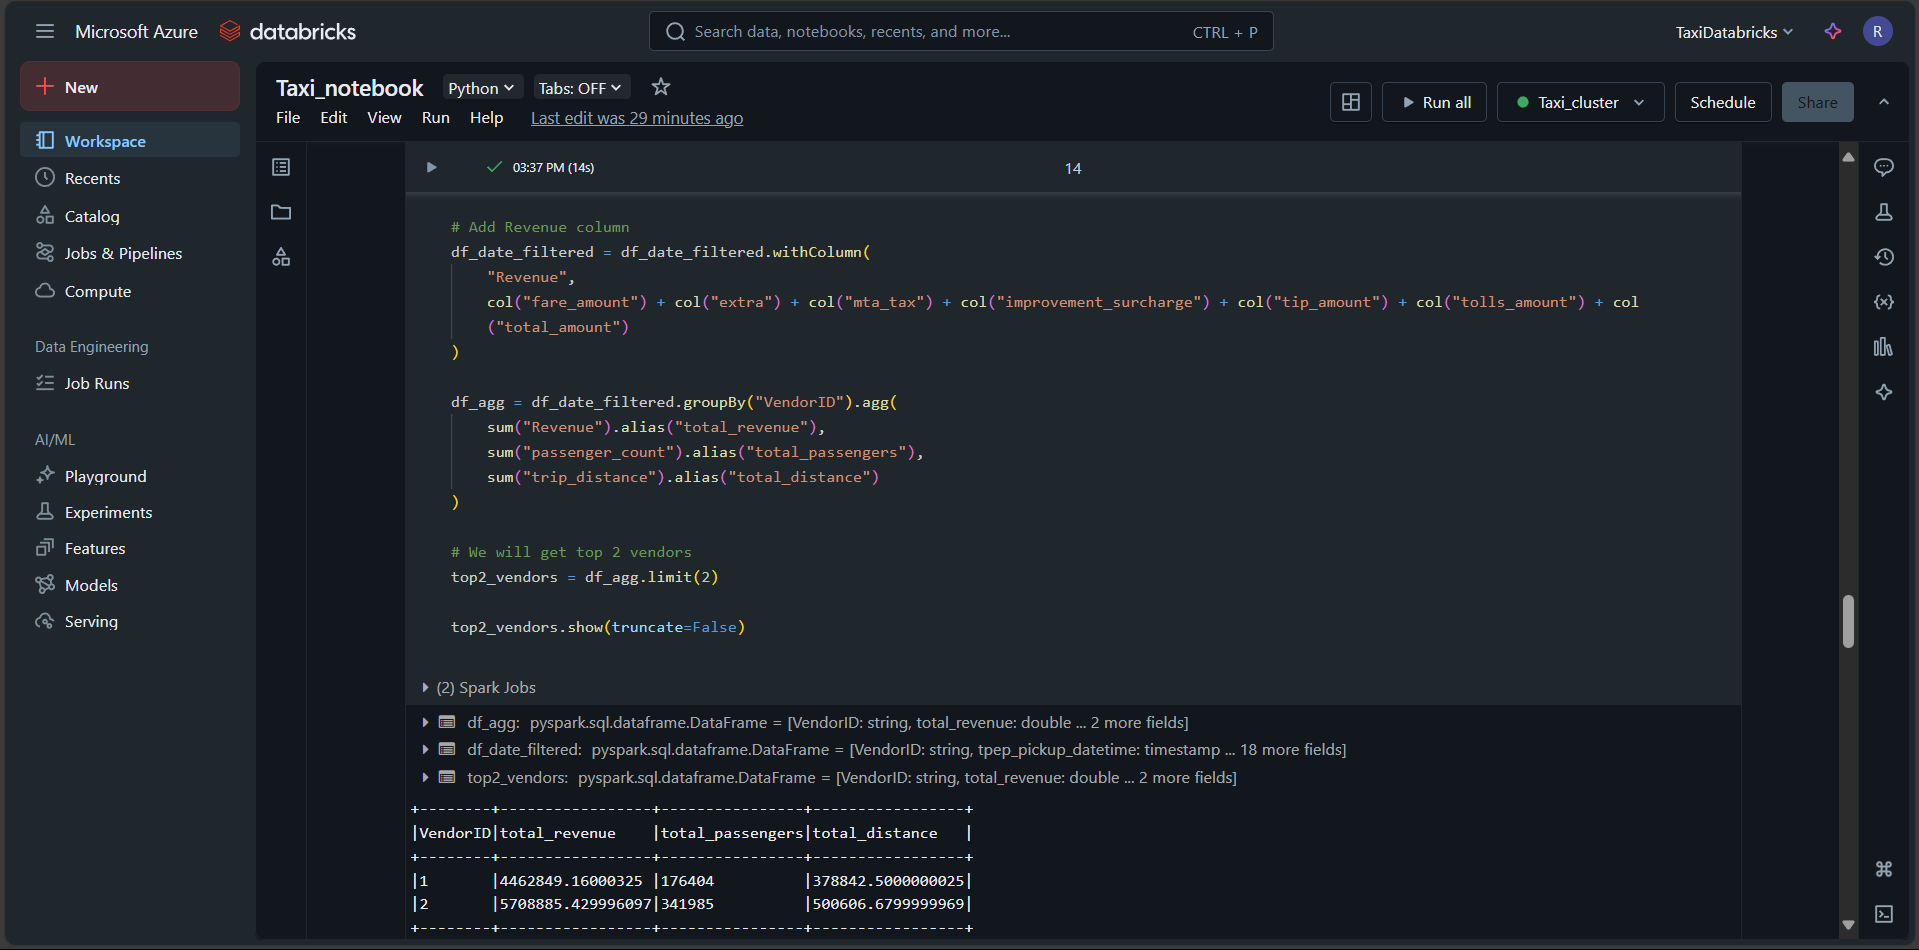 Microsoft Azure databricks
Search data, notebooks, recents, and more... CTRL + P
TaxiDatabricks
R
New
Workspace
Recents
Catalog
Jobs & Pipelines
Compute
Data Engineering
Job Runs
AI/ML
Playground
Experiments
Features
Models
Serving
Taxi_notebook Python Tabs: OFF
File Edit View Run Help Last edit was 29 minutes ago
Run all Taxi_cluster Schedule Share
03:37 PM (14s) 14
# Add Revenue column
df_date_filtered = df_date_filtered.withColumn(
"Revenue",
col("fare_amount") + col("extra") + col("mta_tax") + col("improvement_surcharge") + col("tip_amount") + col("tolls_amount") + col
("total_amount")
)
df_agg = df_date_filtered.groupBy("VendorID").agg(
sum("Revenue").alias("total_revenue"),
sum("passenger_count").alias("total_passengers"),
sum("trip_distance").alias("total_distance")
)
# We will get top 2 vendors
top2_vendors = df_agg.limit(2)
top2_vendors.show(truncate=False)
(2) Spark Jobs
df_agg: pyspark.sql.dataframe.DataFrame = [VendorID: string, total_revenue: double ... 2 more fields]
df_date_filtered: pyspark.sql.dataframe.DataFrame = [VendorID: string, tpep_pickup_datetime: timestamp ... 18 more fields]
top2_vendors: pyspark.sql.dataframe.DataFrame = [VendorID: string, total_revenue: double ... 2 more fields]
+--------+-----------------+----------------+-----------------+
|VendorID|total_revenue    |total_passengers|total_distance   |
+--------+-----------------+----------------+-----------------+
|1       |4462849.16000325 |176404          |378842.5000000025|
|2       |5708885.429996097|341985          |500606.6799999969|
+--------+-----------------+----------------+-----------------+